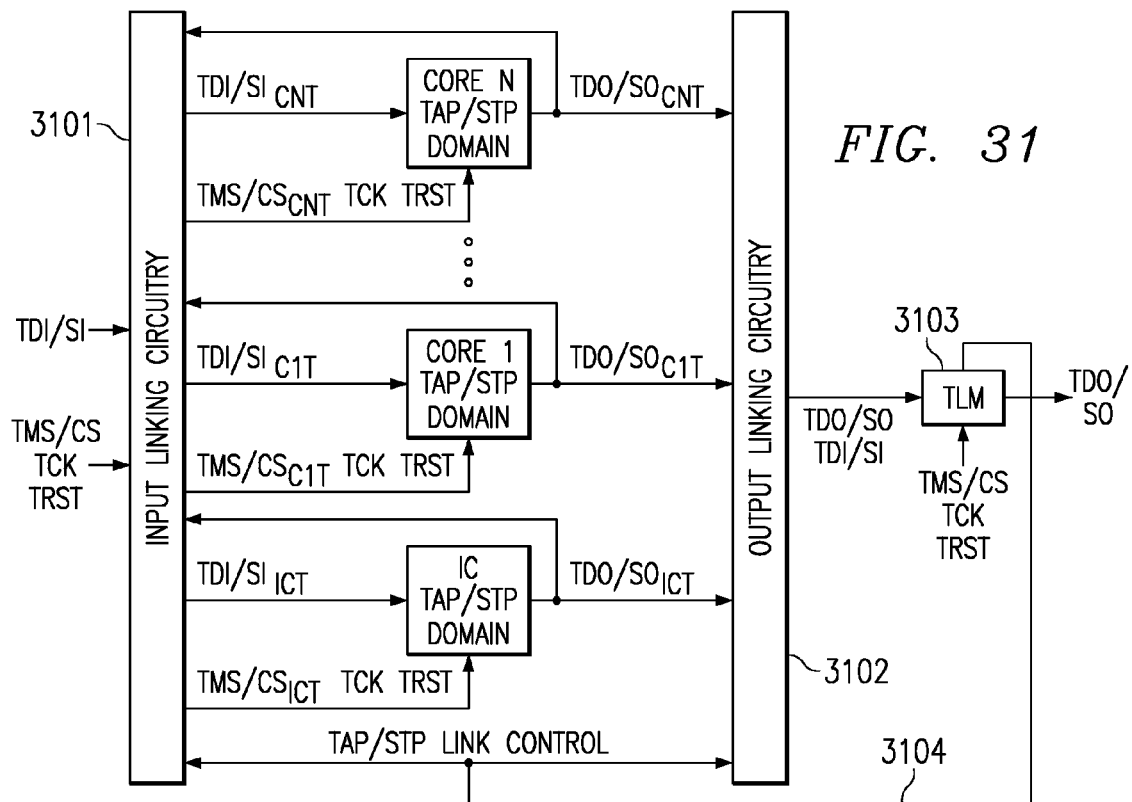 FIG. 31
3101
INPUT LINKING CIRCUITRY
TDI/SI
TMS/CS
TCK
TRST
TDI/SI CNT
CORE N
TAP/STP
DOMAIN
TDO/SO CNT
TMS/CS CNT TCK TRST
TDI/SI C1T
CORE 1
TAP/STP
DOMAIN
TDO/SO C1T
TMS/CS C1T TCK TRST
TDI/SI ICT
IC
TAP/STP
DOMAIN
TDO/SO ICT
TMS/CS ICT TCK TRST
TAP/STP LINK CONTROL
OUTPUT LINKING CIRCUITRY
3102
TDO/SO
TDI/SI
3103
TLM
TMS/CS
TCK
TRST
TDO/
SO
3104